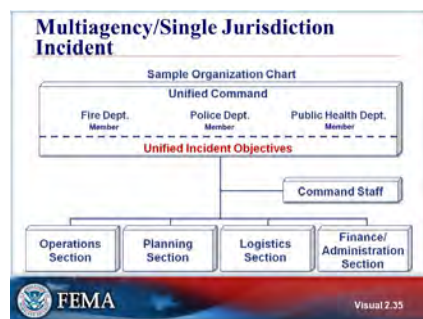 Multiagency/Single Jurisdiction
Incident
Sample Organization Chart
Unified Command
Fire Dept. Police Dept. Public Health Dept.
Member Member Member
Unified Incident Objectives
Command Staff
Operations Section
Planning Section
Logistics Section
Finance/
Administration
Section
FEMA
Visual 2.35